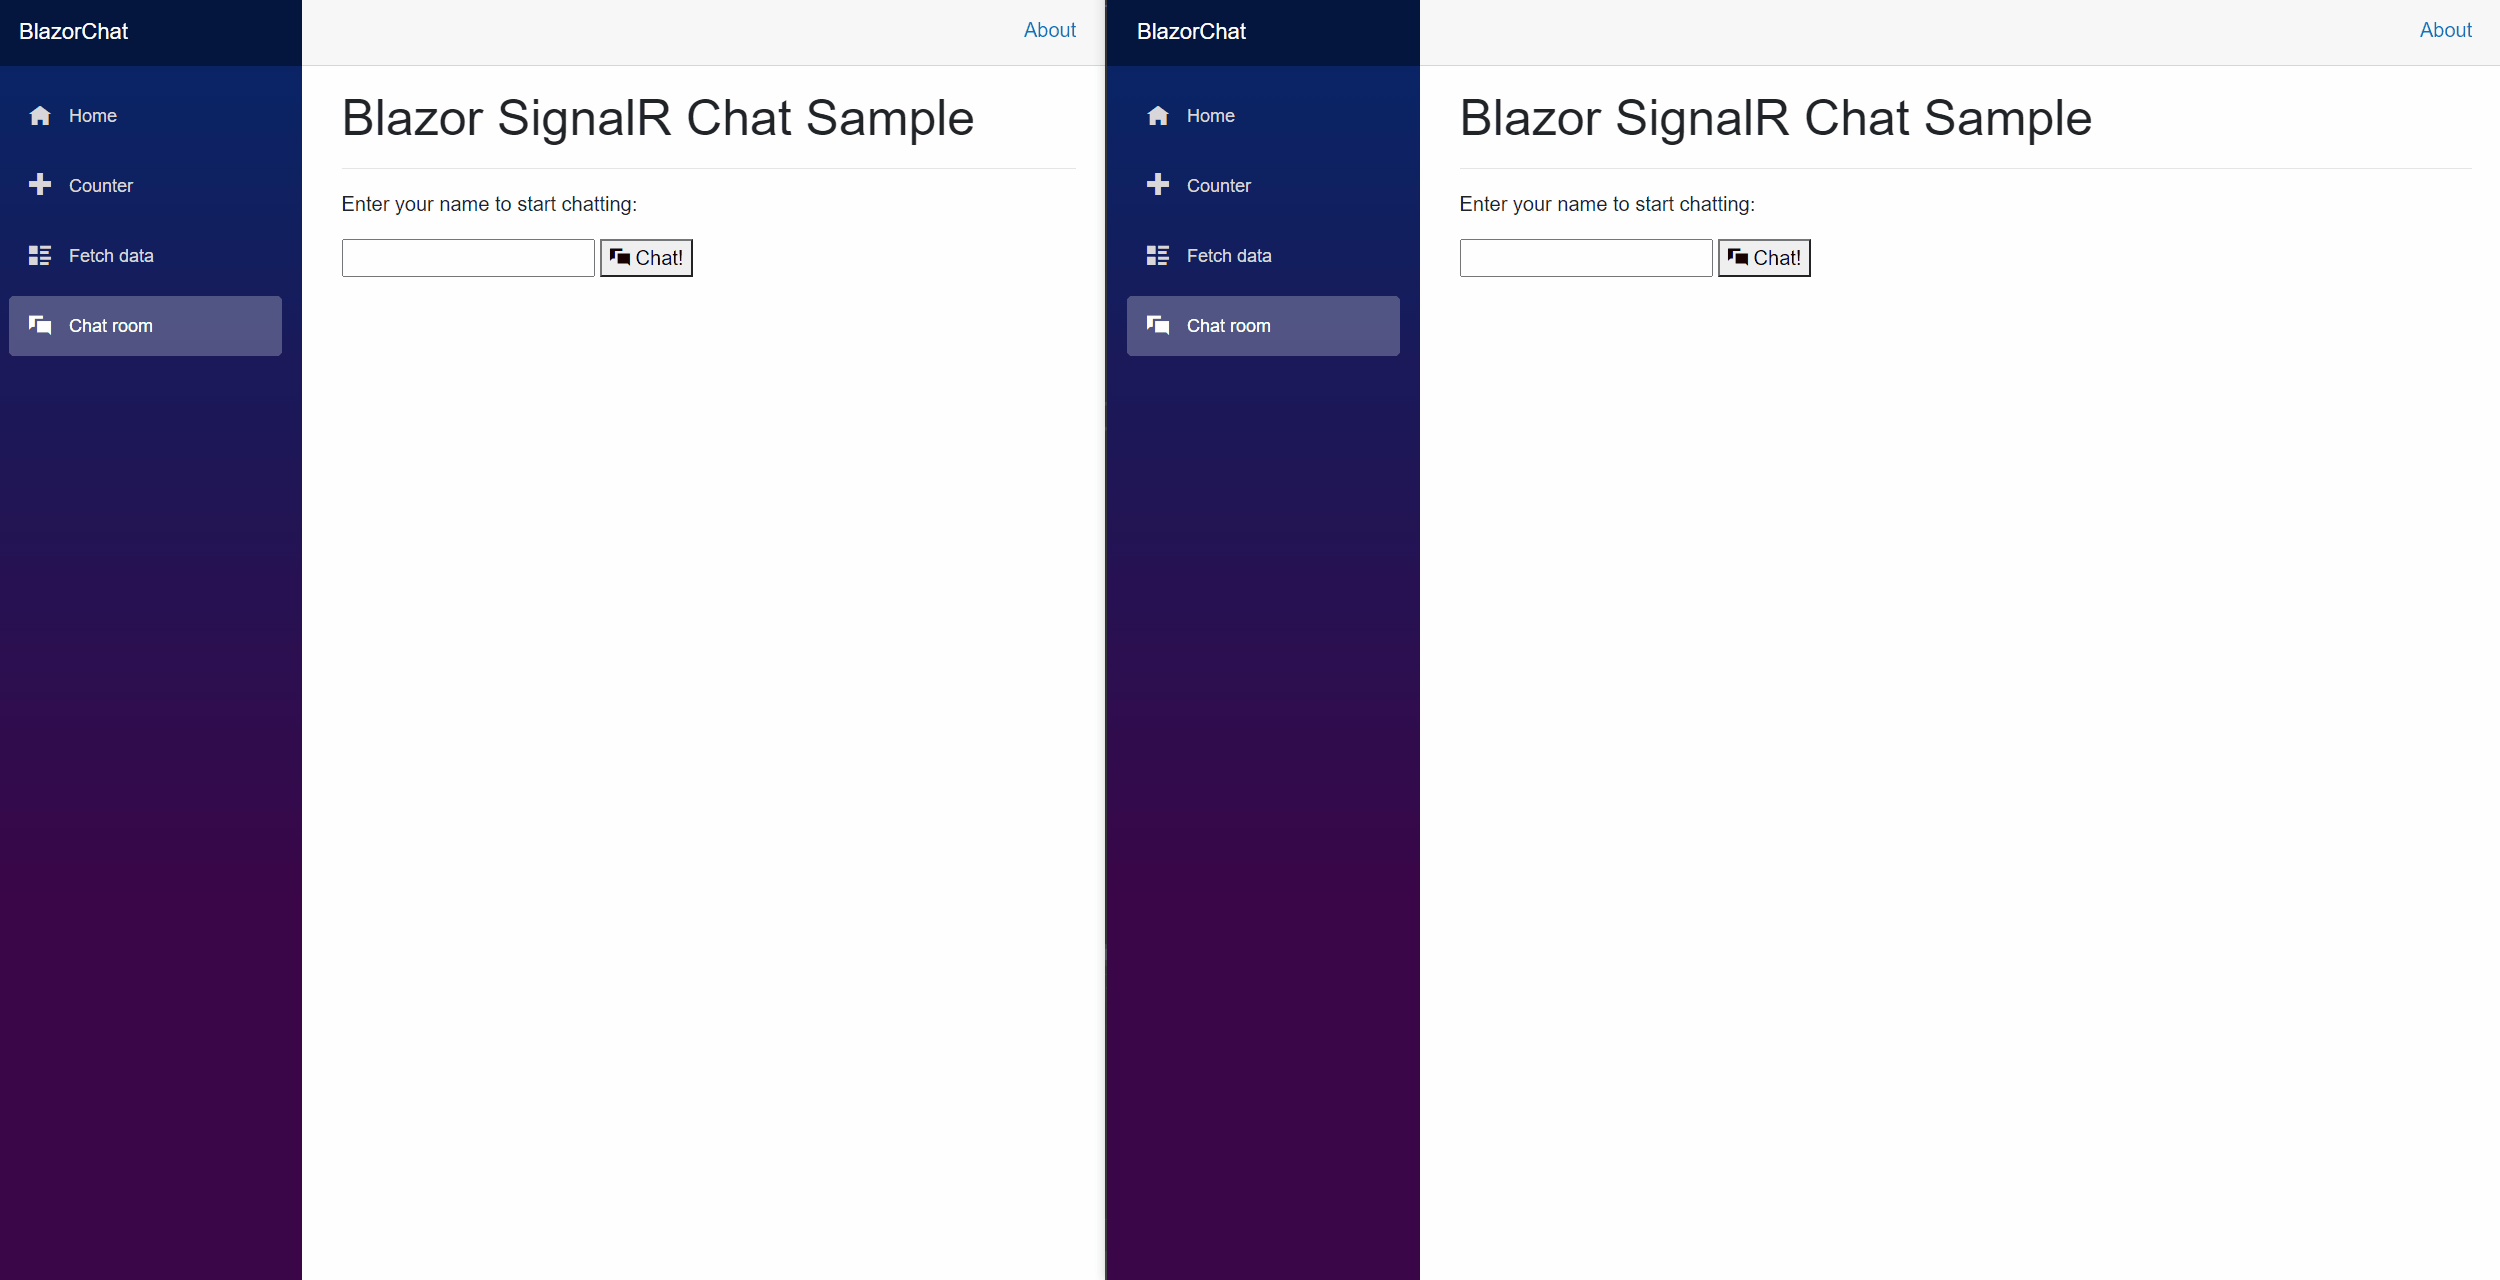 BlazorChat
About
Home
Counter
Fetch data
Chat room
Blazor SignalR Chat Sample
Enter your name to start chatting:
Chat!
BlazorChat
About
Home
Counter
Fetch data
Chat room
Blazor SignalR Chat Sample
Enter your name to start chatting:
Chat!